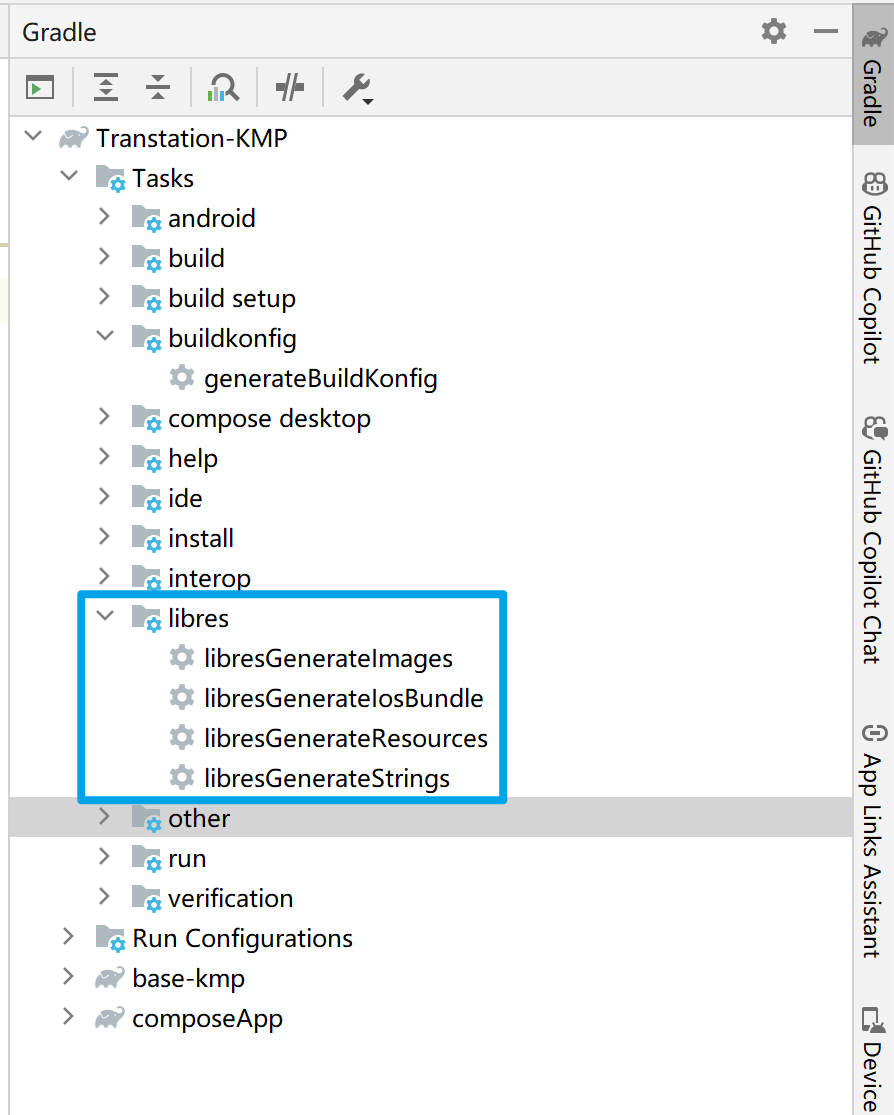 Gradle
Transtation-KMP
Tasks
android
build
build setup
buildkonfig
generateBuildKonfig
compose desktop
help
ide
install
interop
libres
libresGenerateImages
libresGenerateIosBundle
libresGenerateResources
libresGenerateStrings
other
run
verification
Run Configurations
base-kmp
composeApp
Gradle
GitHub Copilot
GitHub Copilot Chat
App Links Assistant
Device